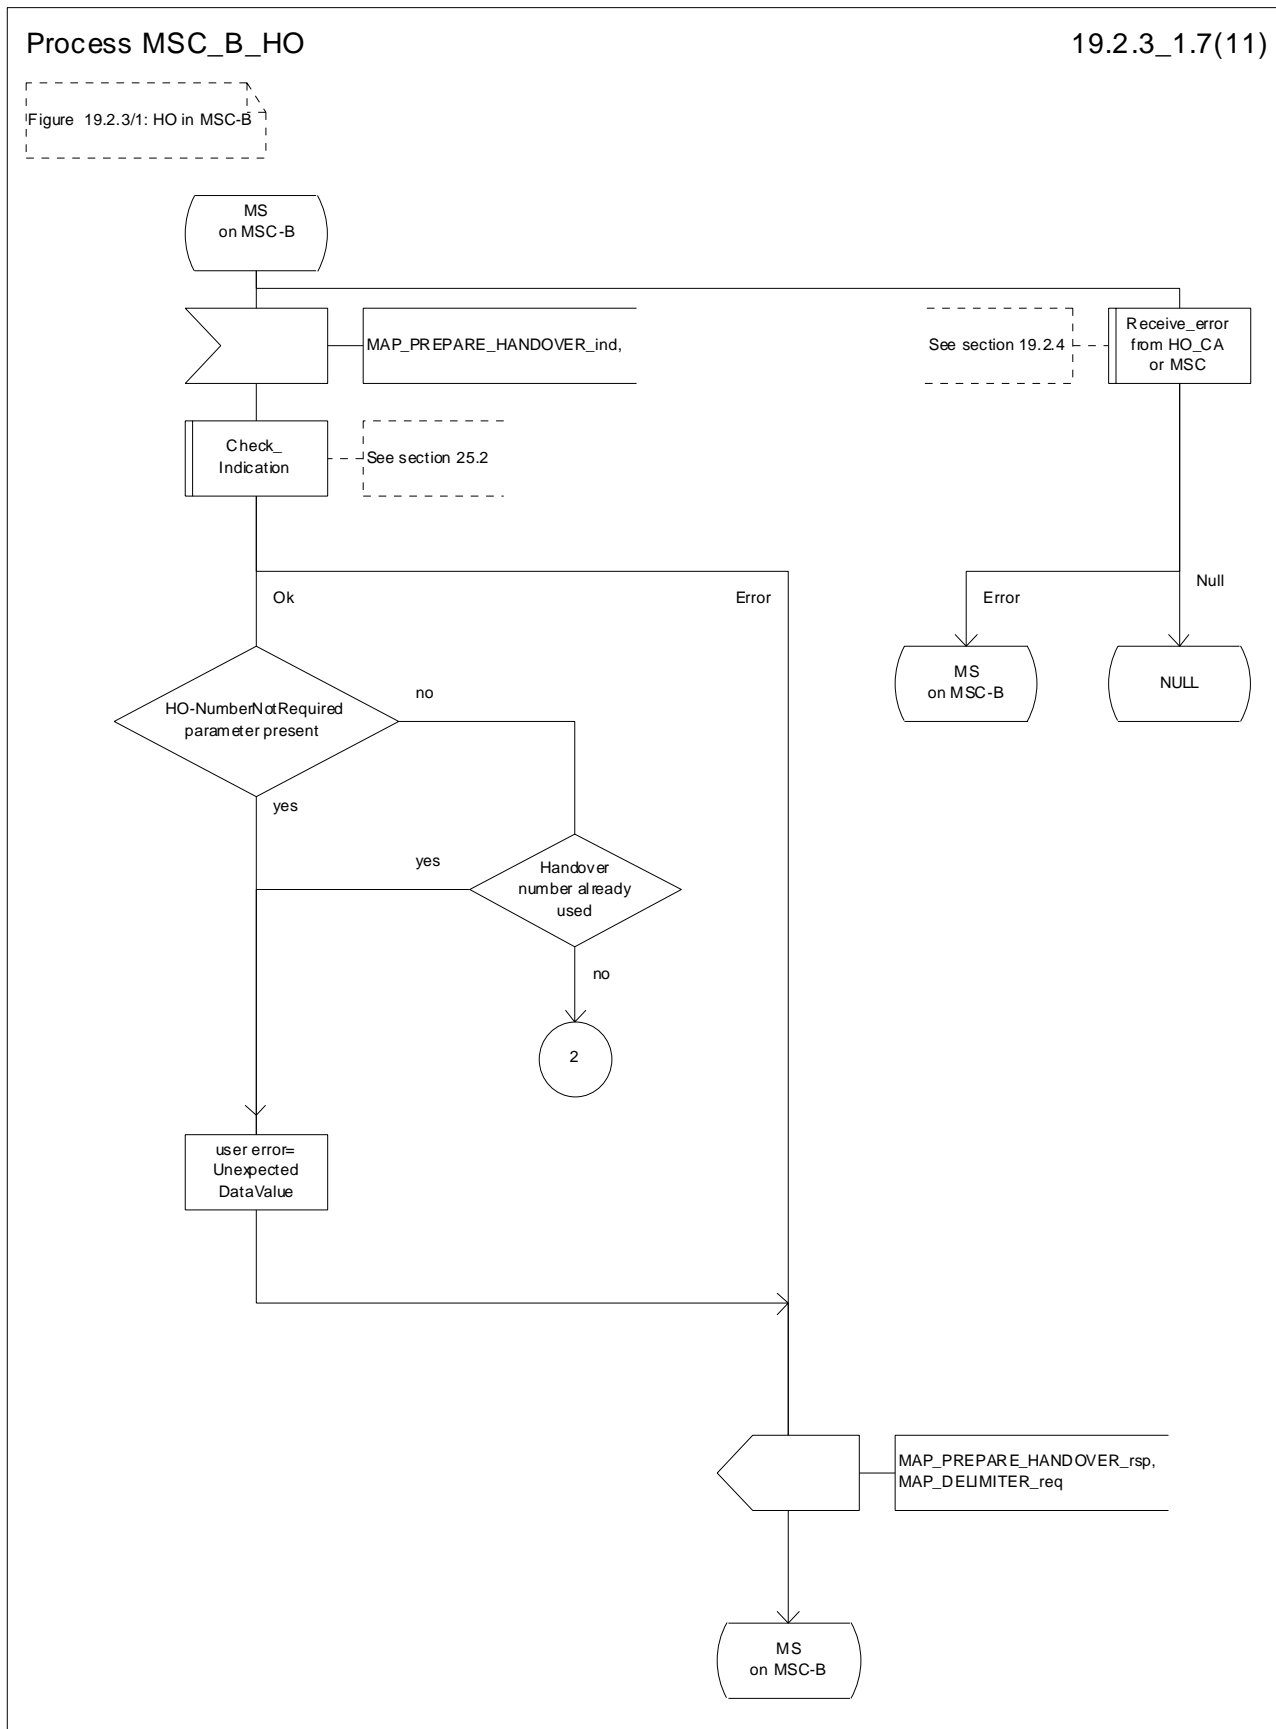 Process MSC_B_HO
19.2.3_1.7(11)
Figure 19.2.3/1: HO in MSC-B
MS
on MSC-B
MAP_PREPARE_HANDOVER_ind,
See section 19.2.4
Receive_error
from HO_CA
or MSC
Check_
Indication
See section 25.2
Ok
Error
Error
Null
MS
on MSC-B
NULL
HO-NumberNotRequired
parameter present
no
yes
yes
Handover
number already
used
no
2
user error=
Unexpected
DataValue
MAP_PREPARE_HANDOVER_rsp,
MAP_DELIMITER_req
MS
on MSC-B